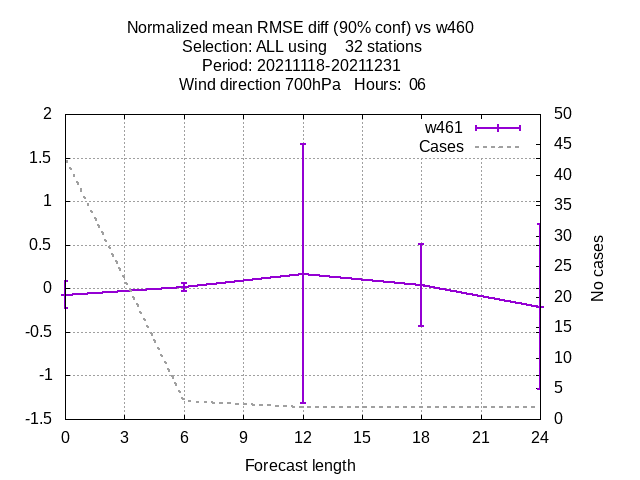 Normalized mean RMSE diff (90% conf) vs w460
Selection: ALL using    32 stations
Period: 20211118-20211231
Wind direction 700hPa   Hours:  06
w461
Cases
2
1.5
1
0.5
0
-0.5
-1
-1.5
50
45
40
35
30
25
20
15
10
5
0
No cases
0 3 6 9 12 15 18 21 24
Forecast length